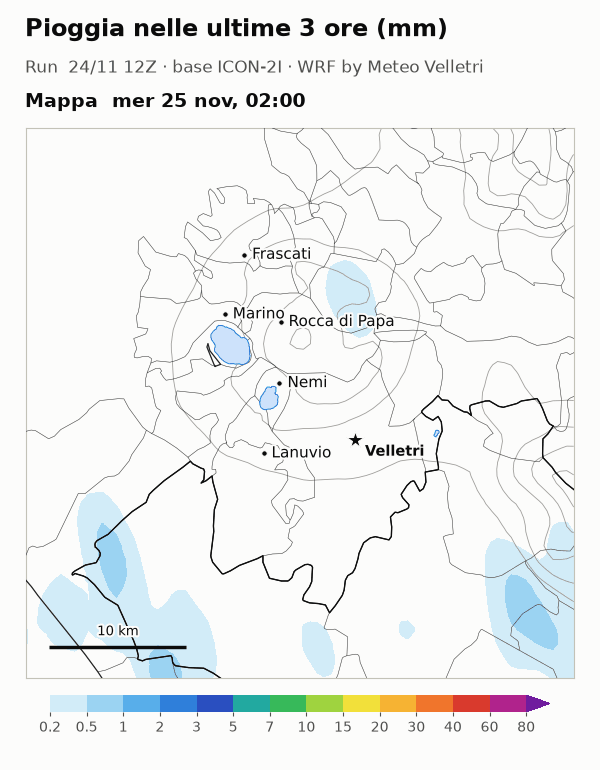 Pioggia nelle ultime 3 ore (mm)
Run  24/11 12Z · base ICON-2I · WRF by Meteo Velletri
Mappa  mer 25 nov, 02:00
Frascati
Marino
Rocca di Papa
Nemi
Velletri
Lanuvio
10 km
0.2 0.5 1 2 3 5 7 10 15 20 30 40 60 80